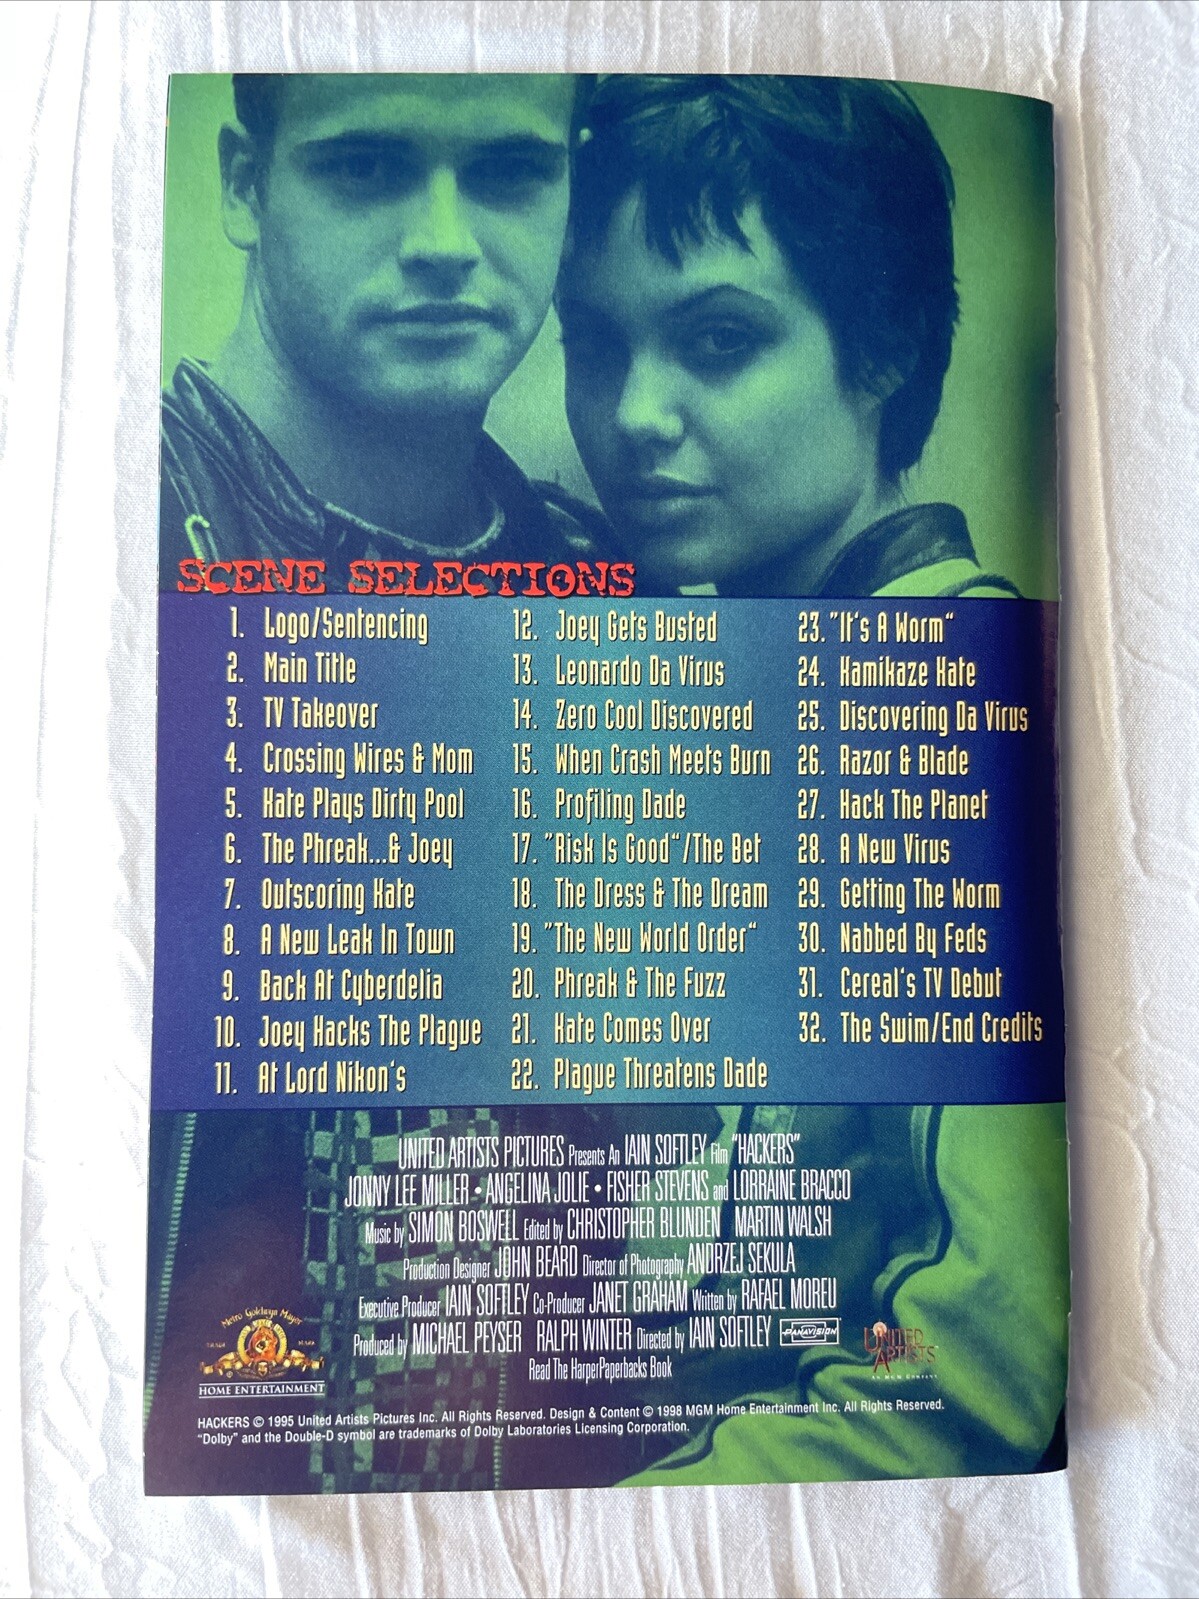 SCENE SELECTIONS
1. Logo/Sentencing
2. Main Title
3. TV Takeover
4. Crossing Wires & Mom
5. Kate Plays Dirty Pool
6. The Phreak...& Joey
7. Outscoring Kate
8. A New Leak In Town
9. Back At Cyberdelia
10. Joey Hacks The Plague
11. At Lord Nikon's
12. Joey Gets Busted
13. Leonardo Da Virus
14. Zero Cool Discovered
15. When Crash Meets Burn
16. Profiling Dade
17. "Risk Is Good"/The Bet
18. The Dress & The Dream
19. "The New World Order"
20. Phreak & The Fuzz
21. Kate Comes Over
22. Plague Threatens Dade
23. "It's A Worm"
24. Kamikaze Kate
25. Discovering Da Virus
26. Razor & Blade
27. Hack The Planet
28. A New Virus
29. Getting The Worm
30. Nabbed By Feds
31. Cereal's TV Debut
32. The Swim/End Credits
UNITED ARTISTS PICTURES Presents An IAIN SOFTLEY Film "HACKERS"
JONNY LEE MILLER • ANGELINA JOLIE • FISHER STEVENS and LORRAINE BRACCO
Music by SIMON BOSWELL Edited by CHRISTOPHER BLUNDEN MARTIN WALSH
Production Designer JOHN BEARD Director of Photography ANDRZEJ SEKULA
Executive Producer IAIN SOFTLEY Co-Producer JANET GRAHAM Written by RAFAEL MOREU
Produced by MICHAEL PEYSER RALPH WINTER Directed by IAIN SOFTLEY PANAVISION
Read The HarperPaperbacks Book
Metro Goldwyn Mayer
TRADE MARK
HOME ENTERTAINMENT
UNITED
ARTISTS
AN MGM COMPANY
HACKERS © 1995 United Artists Pictures Inc. All Rights Reserved. Design & Content © 1998 MGM Home Entertainment Inc. All Rights Reserved.
"Dolby" and the Double-D symbol are trademarks of Dolby Laboratories Licensing Corporation.